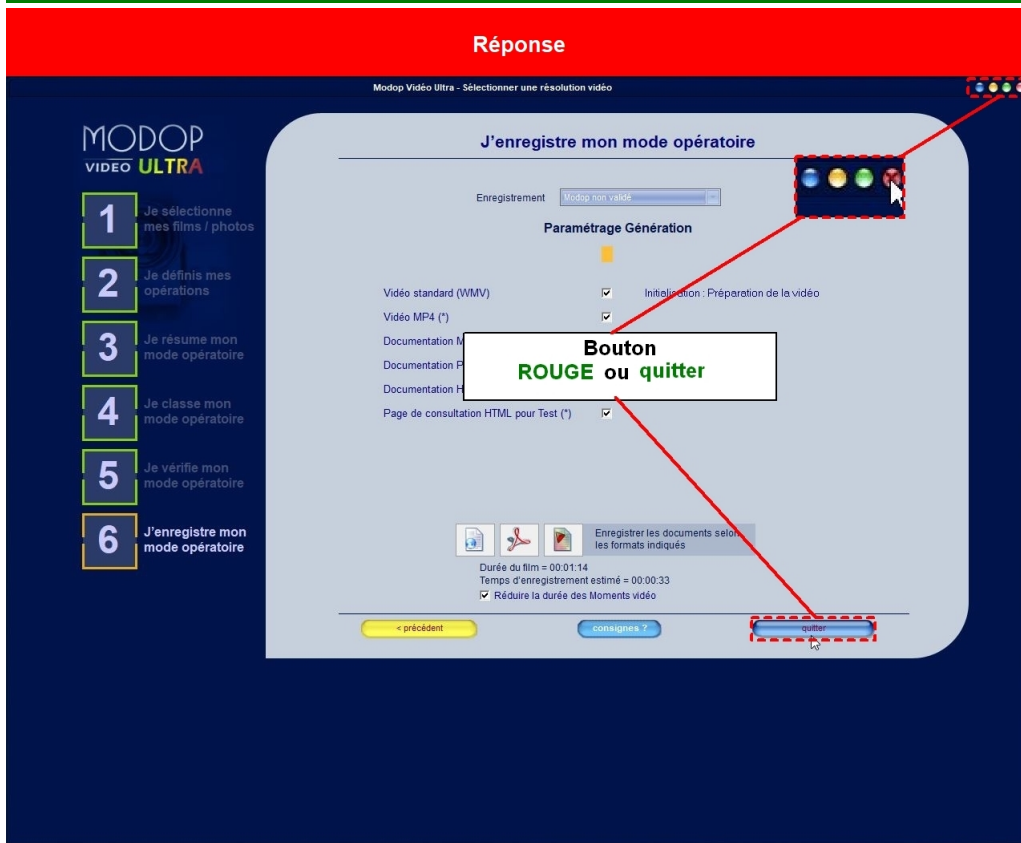 Réponse
Modop Vidéo Ultra - Sélectionner une résolution vidéo
MODOP
VIDEO ULTRA
J'enregistre mon mode opératoire
Enregistrement Modop non validé
Paramétrage Génération
1 Je sélectionne
mes films / photos
2 Je définis mes
opérations
3 Je résume mon
mode opératoire
4 Je classe mon
mode opératoire
5 Je vérifie mon
mode opératoire
6 J'enregistre mon
mode opératoire
Vidéo standard (WMV) Initialisation : Préparation de la vidéo
Vidéo MP4 (*)
Documentation
Documentation
Documentation
Bouton
ROUGE ou quitter
Page de consultation HTML pour Test (*)
Enregistrer les documents selon
les formats indiqués
Durée du film = 00:01:14
Temps d'enregistrement estimé = 00:00:33
Réduire la durée des Moments vidéo
< précédent
consignes ?
quitter